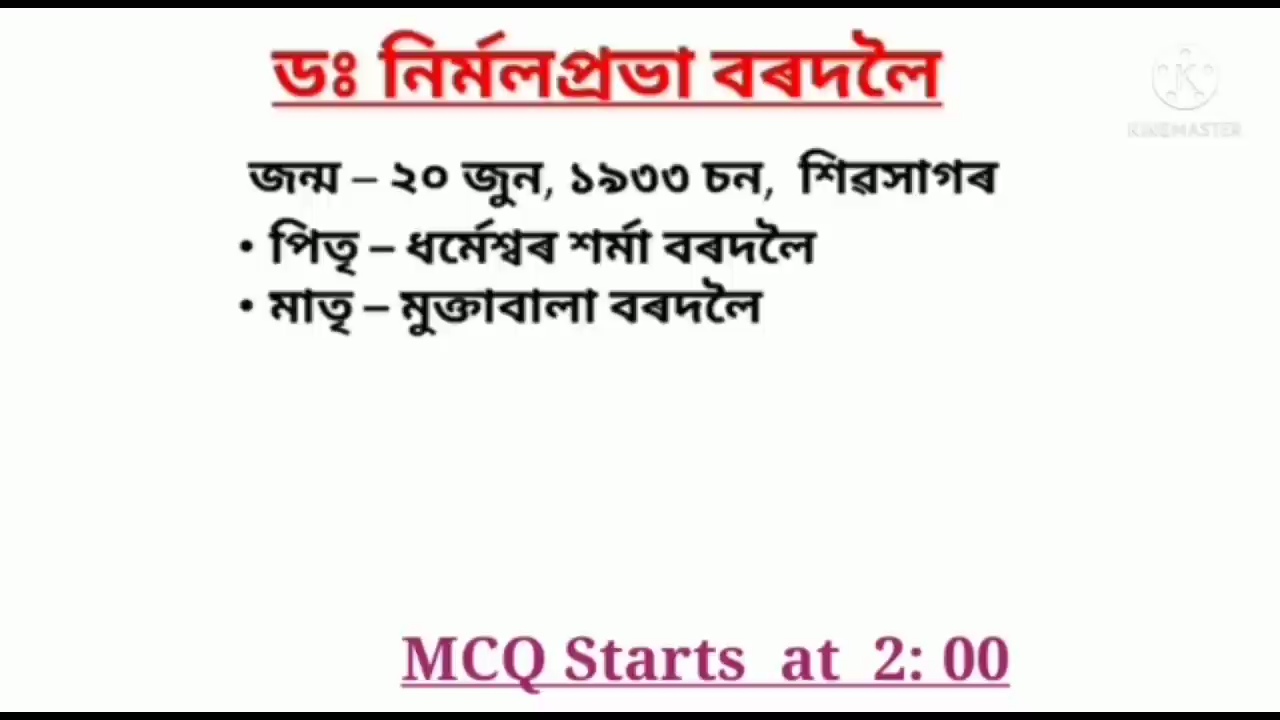 ডঃ নিৰ্মলপ্ৰভা বৰদলৈ
KINEMASTER
জন্ম – ২০ জুন, ১৯৩৩ চন, শিৱসাগৰ
• পিতৃ – ধৰ্মেশ্বৰ শৰ্মা বৰদলৈ
• মাতৃ – মুক্তাবালা বৰদলৈ
MCQ Starts at 2: 00